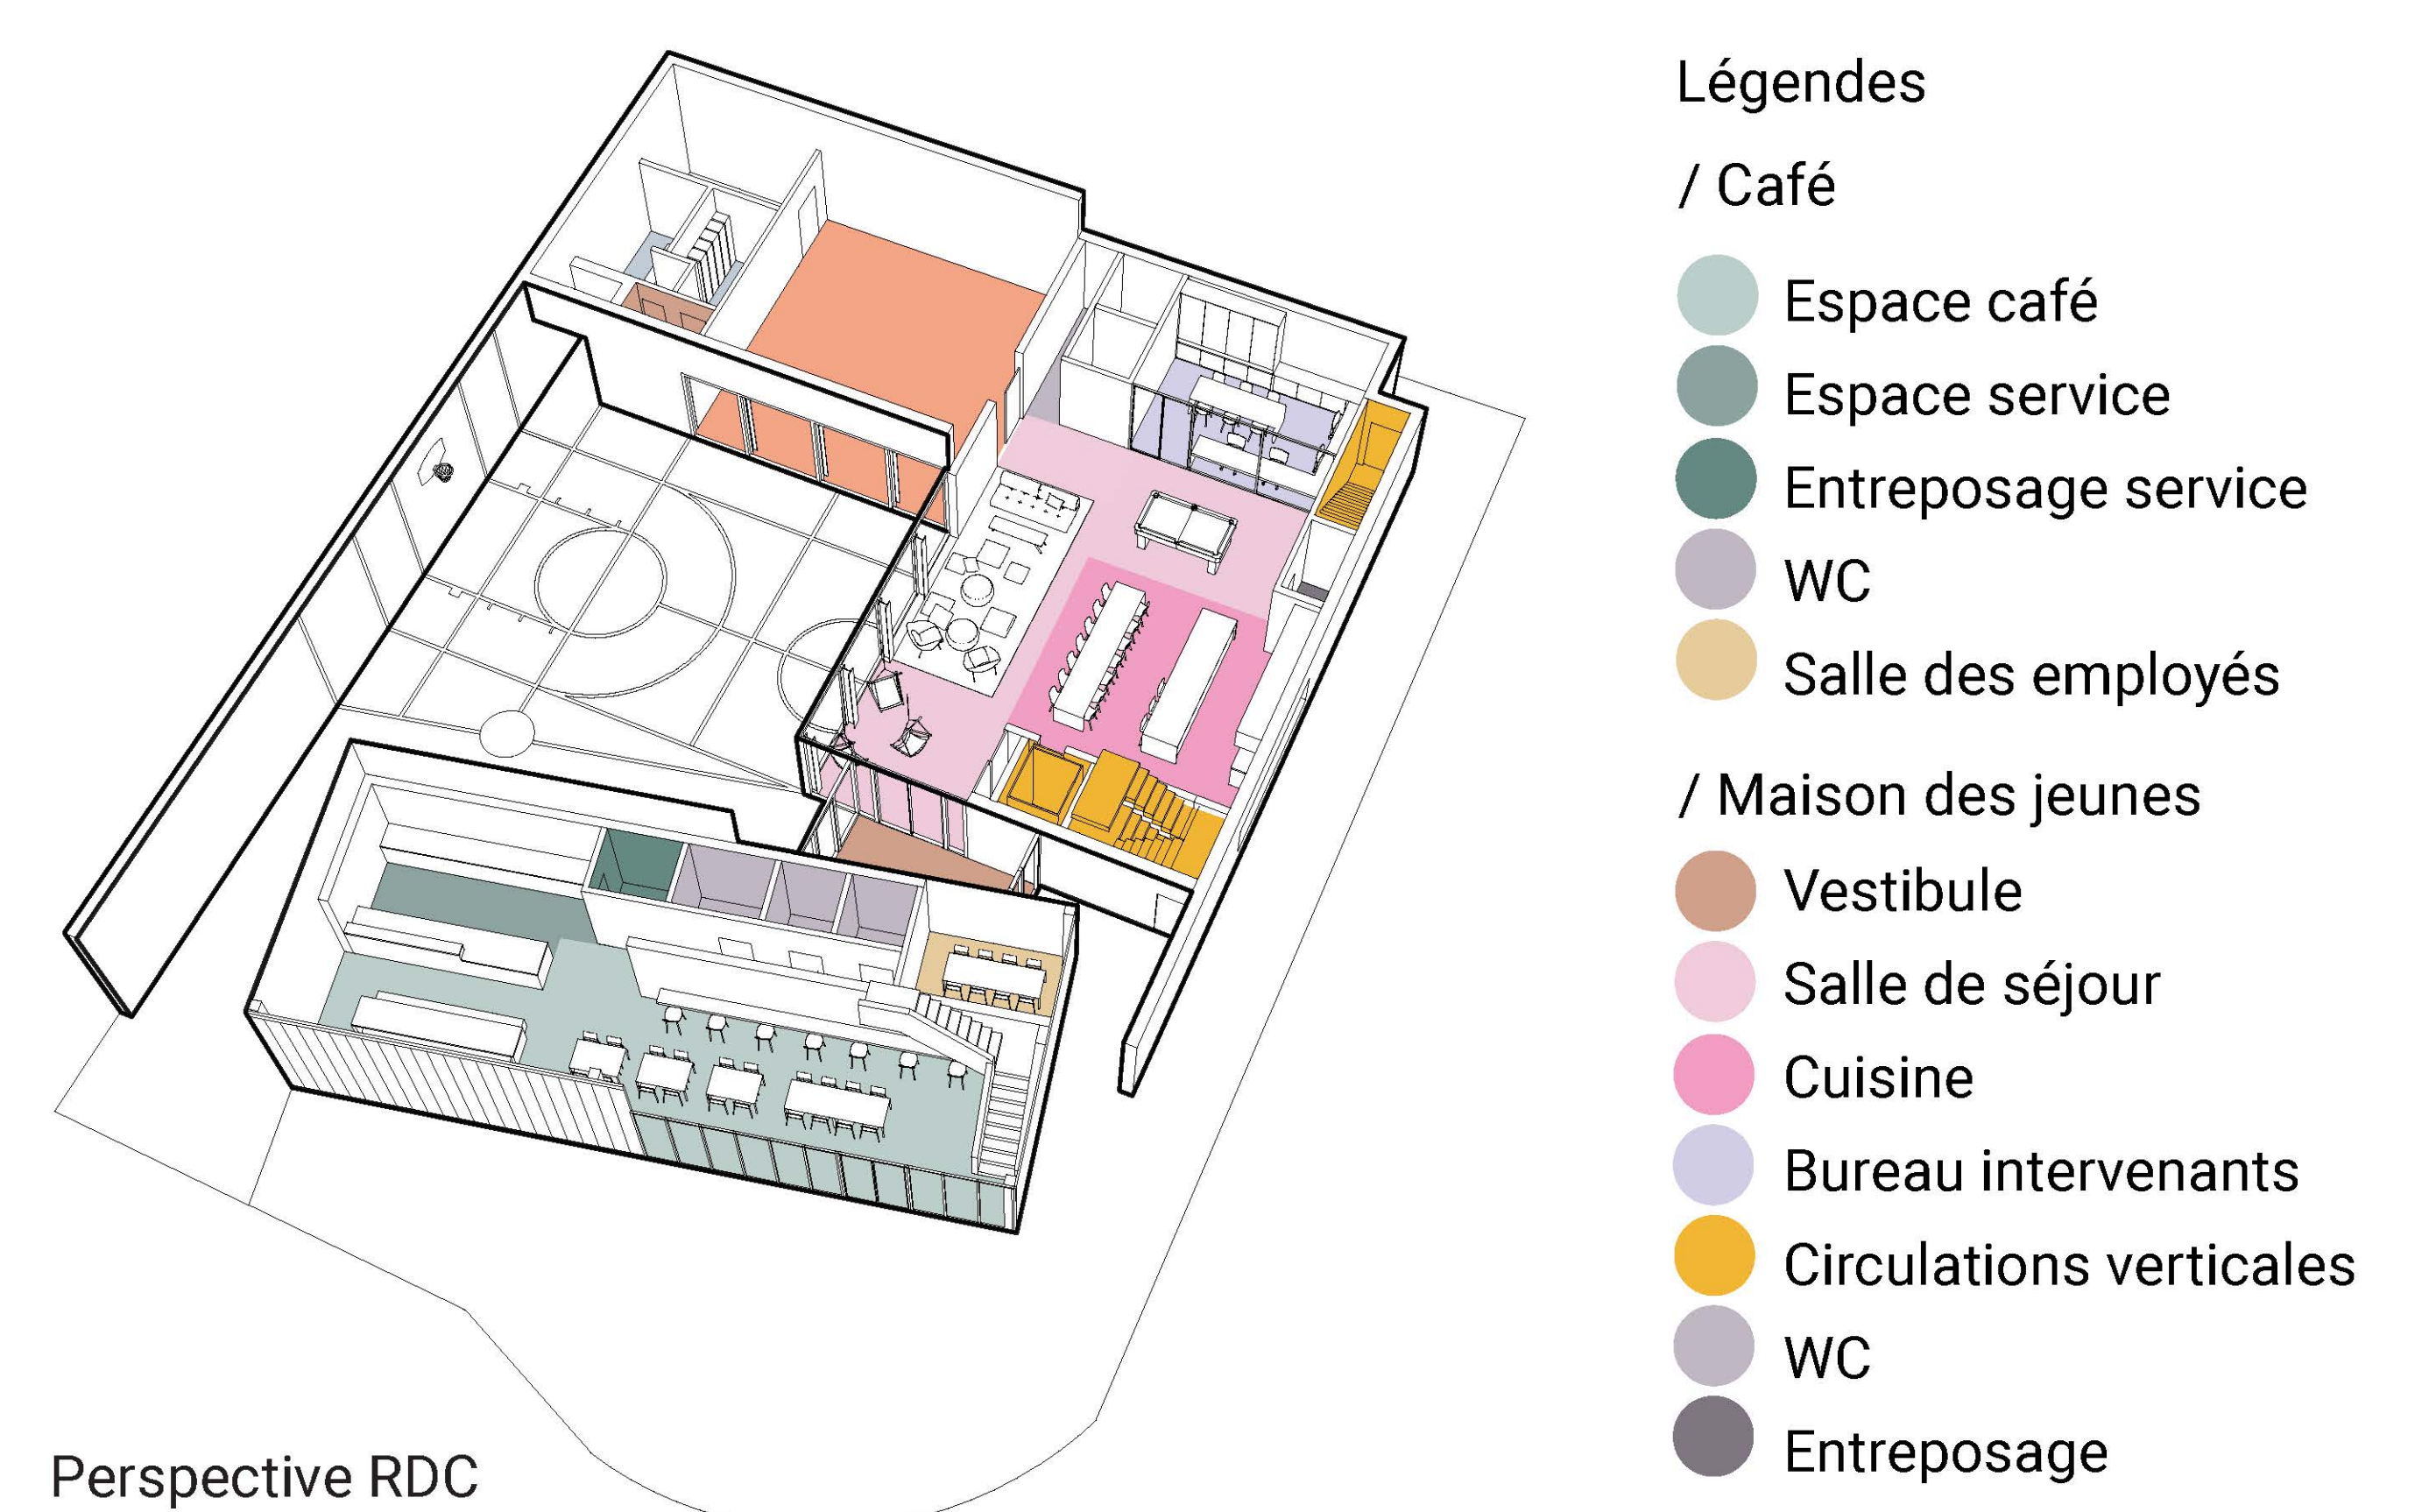 Légendes
/ Café
Espace café
Espace service
Entreposage service
WC
Salle des employés
/ Maison des jeunes
Vestibule
Salle de séjour
Cuisine
Bureau intervenants
Circulations verticales
WC
Entreposage
Perspective RDC